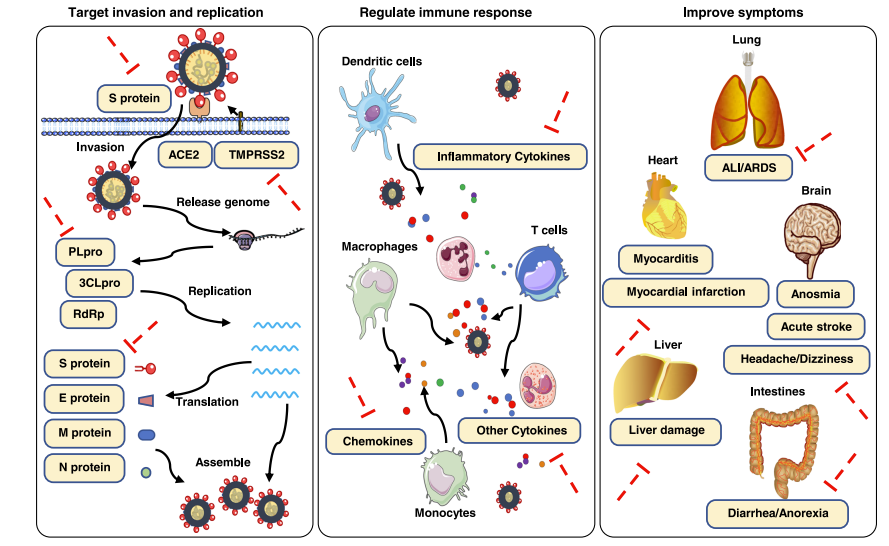 Target invasion and replication
S protein
Invasion
ACE2
TMPRSS2
Release genome
PLpro
3CLpro
RdRp
Replication
S protein
E protein
M protein
N protein
Translation
Assemble
Regulate immune response
Dendritic cells
Inflammatory Cytokines
Macrophages
T cells
Chemokines
Other Cytokines
Monocytes
Improve symptoms
Lung
ALI/ARDS
Heart
Brain
Myocarditis
Myocardial infarction
Anosmia
Acute stroke
Liver
Headache/Dizziness
Intestines
Liver damage
Diarrhea/Anorexia